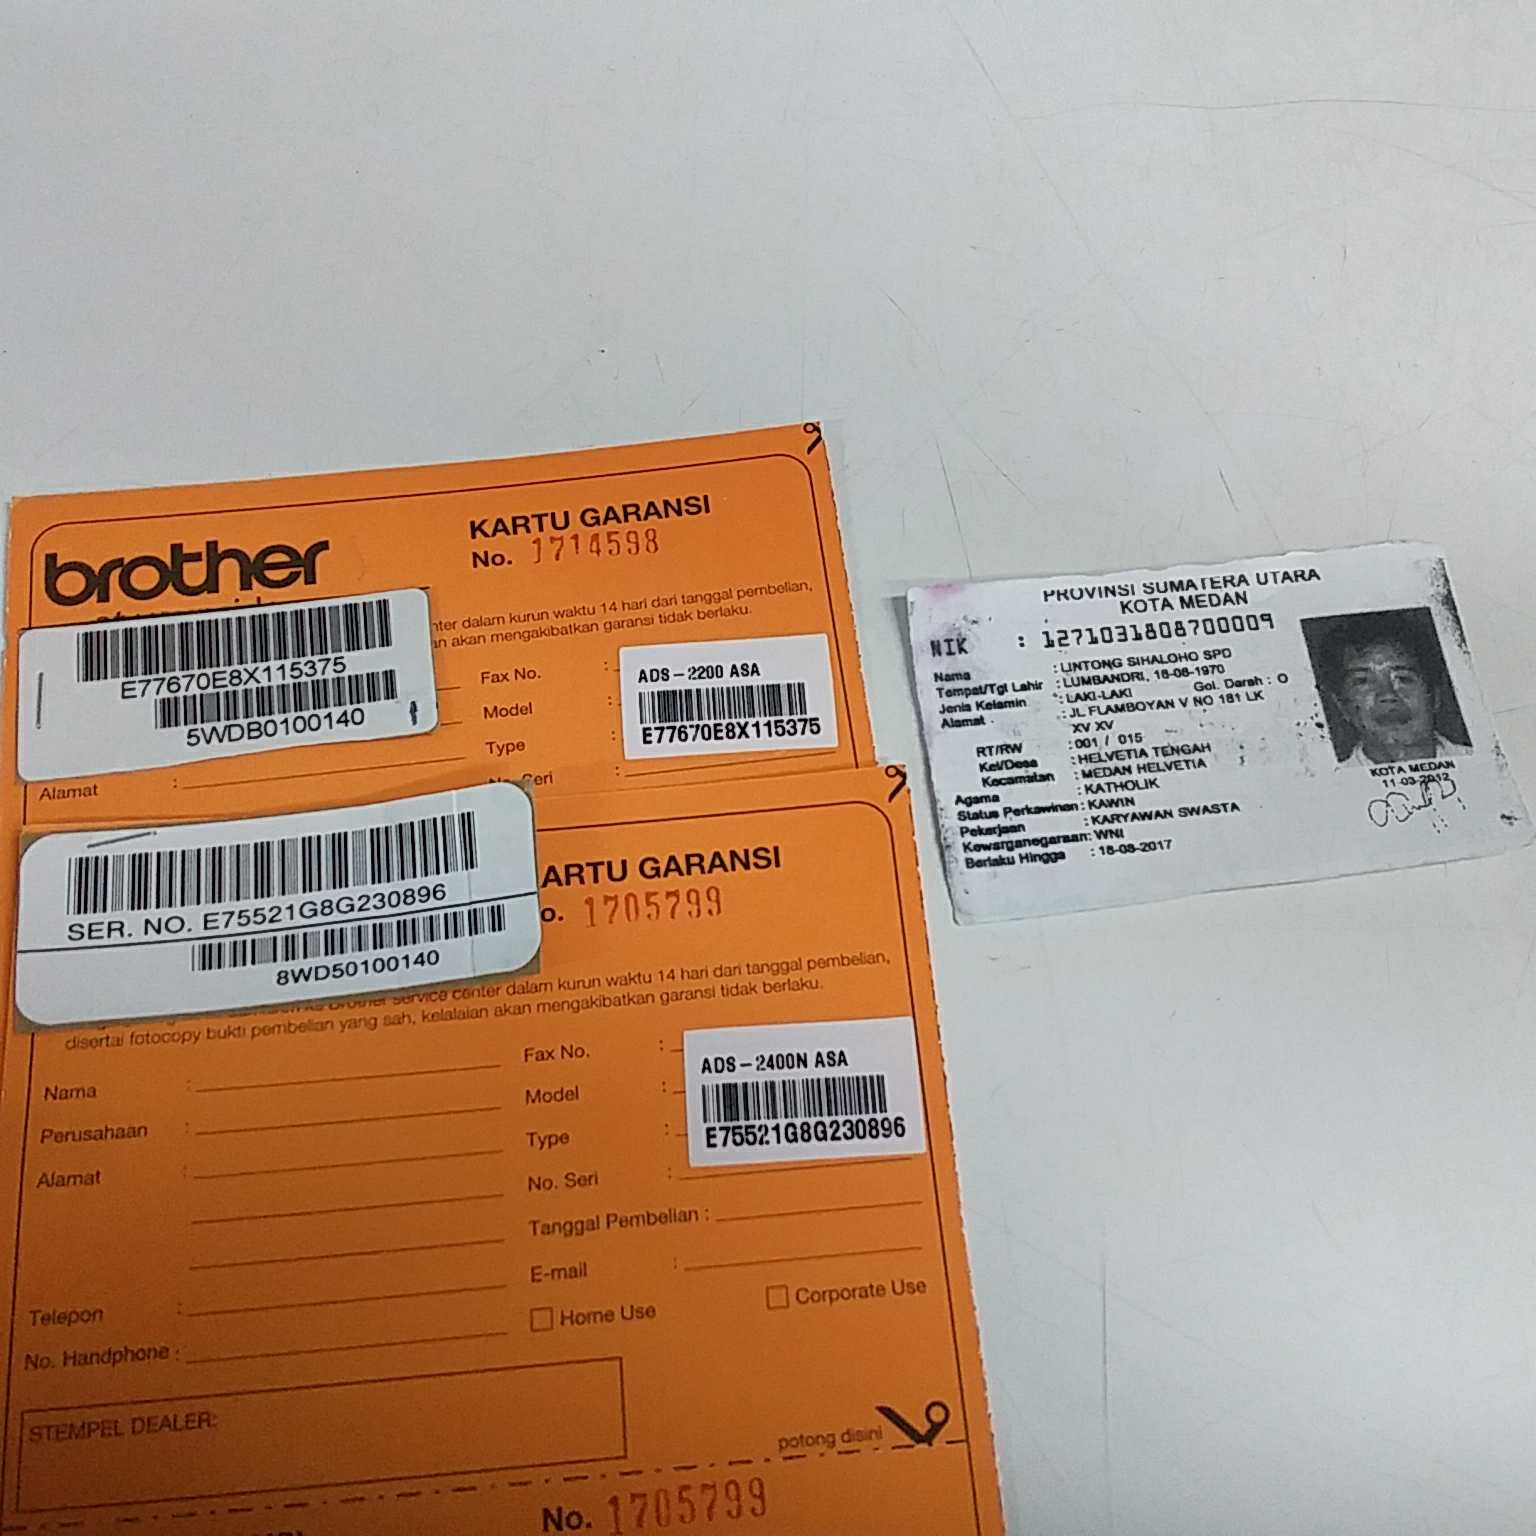 KARTU GARANSI
No. 1714598
brother
nter dalam kurun waktu 14 hari dari tanggal pembelian,
an akan mengakibatkan garansi tidak berlaku.
E77670E8X115375
5WDB0100140
Fax No. :
Model :
Type :
No. Seri :
ADS-2200 ASA
E77670E8X115375
Alamat :
ARTU GARANSI
o. 1705799
SER. NO. E75521G8G230896
8WD50100140
service center dalam kurun waktu 14 hari dari tanggal pembelian,
disertai fotocopy bukti pembelian yang sah, kelalaian akan mengakibatkan garansi tidak berlaku.
Nama :
Perusahaan :
Alamat :
Telepon :
No. Handphone :
Fax No. :
Model :
Type :
No. Seri :
Tanggal Pembelian :
E-mail :
Home Use
Corporate Use
ADS-2400N ASA
E75521G8G230896
STEMPEL DEALER:
potong disini
No. 1705799
PROVINSI SUMATERA UTARA
KOTA MEDAN
NIK : 1271031808700009
Nama : LINTONG SIHALOHO SPD
Tempat/Tgl Lahir : LUMBANDRI, 18-08-1970
Jenis Kelamin : LAKI-LAKI Gol. Darah : O
Alamat : JL FLAMBOYAN V NO 181 LK
XV XV
RT/RW : 001 / 015
Kel/Desa : HELVETIA TENGAH
Kecamatan : MEDAN HELVETIA
Agama : KATHOLIK
Status Perkawinan : KAWIN
Pekerjaan : KARYAWAN SWASTA
Kewarganegaraan : WNI
Berlaku Hingga : 18-08-2017
KOTA MEDAN
11-03-2012